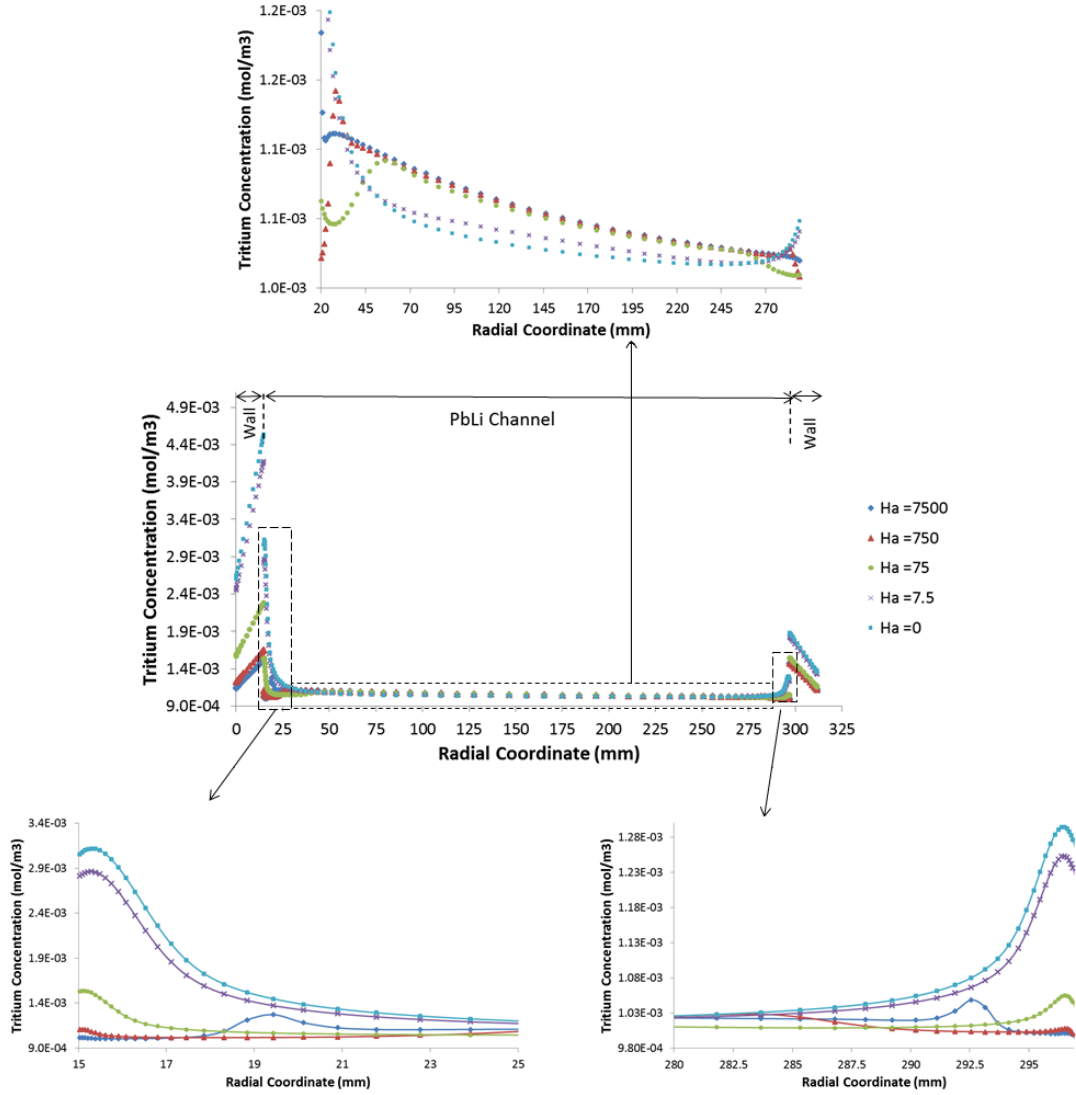 Tritium Concentration (mol/m3)
1.2E-03
1.2E-03
1.1E-03
1.1E-03
1.0E-03
20 45 70 95 120 145 170 195 220 245 270
Radial Coordinate (mm)
Tritium Concentration (mol/m3)
Wall
PbLi Channel
Wall
4.9E-03
4.4E-03
3.9E-03
3.4E-03
2.9E-03
2.4E-03
1.9E-03
1.4E-03
9.0E-04
0 25 50 75 100 125 150 175 200 225 250 275 300 325
Radial Coordinate (mm)
Ha =7500
Ha =750
Ha =75
Ha =7.5
Ha =0
Tritium Concentration (mol/m3)
3.4E-03
2.9E-03
2.4E-03
1.9E-03
1.4E-03
9.0E-04
15 17 19 21 23 25
Radial Coordinate (mm)
Tritium Concentration (mol/m3)
1.28E-03
1.23E-03
1.18E-03
1.13E-03
1.08E-03
1.03E-03
9.80E-04
280 282.5 285 287.5 290 292.5 295
Radial Coordinate (mm)